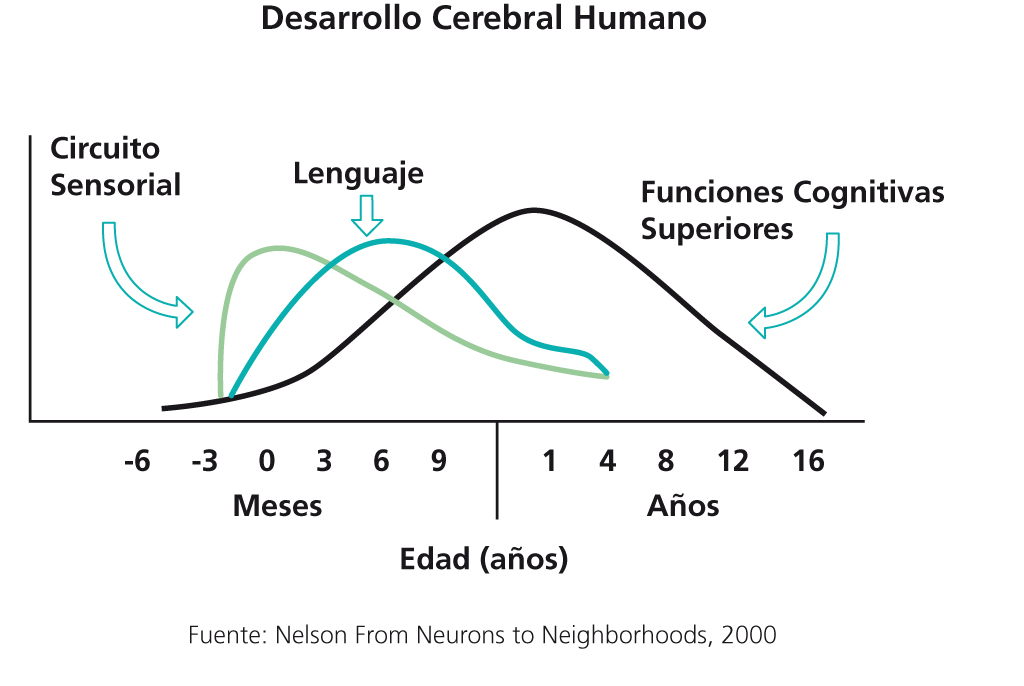 Desarrollo Cerebral Humano
Circuito
Sensorial
Lenguaje
Funciones Cognitivas
Superiores
-6 -3 0 3 6 9 1 4 8 12 16
Meses Años
Edad (años)
Fuente: Nelson From Neurons to Neighborhoods, 2000